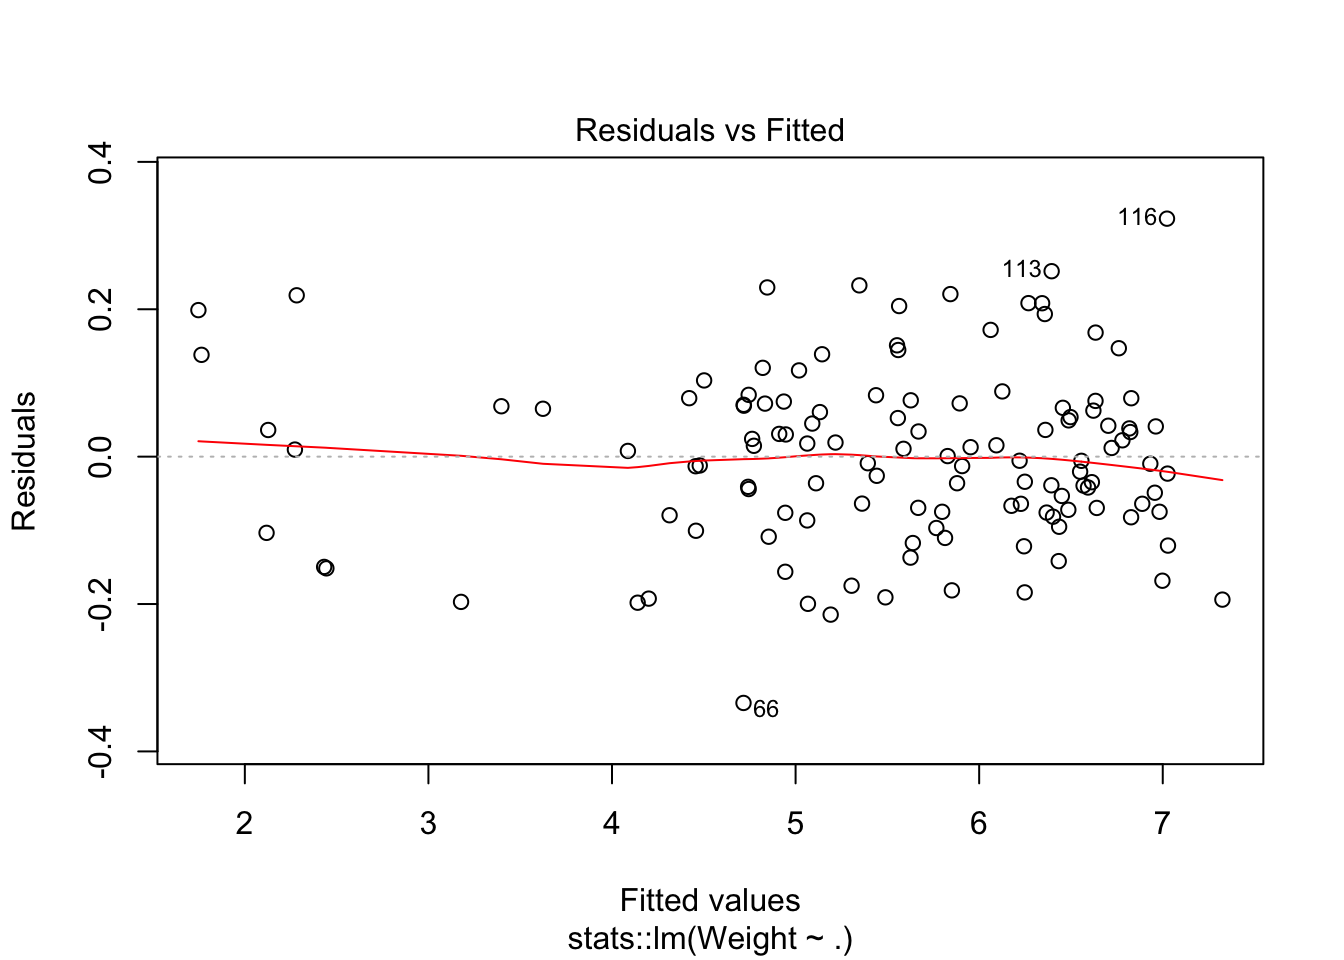 Residuals vs Fitted
0.4
0.2
0.0
-0.2
-0.4
Residuals
116
113
66
2 3 4 5 6 7
Fitted values
stats::lm(Weight ~ .)